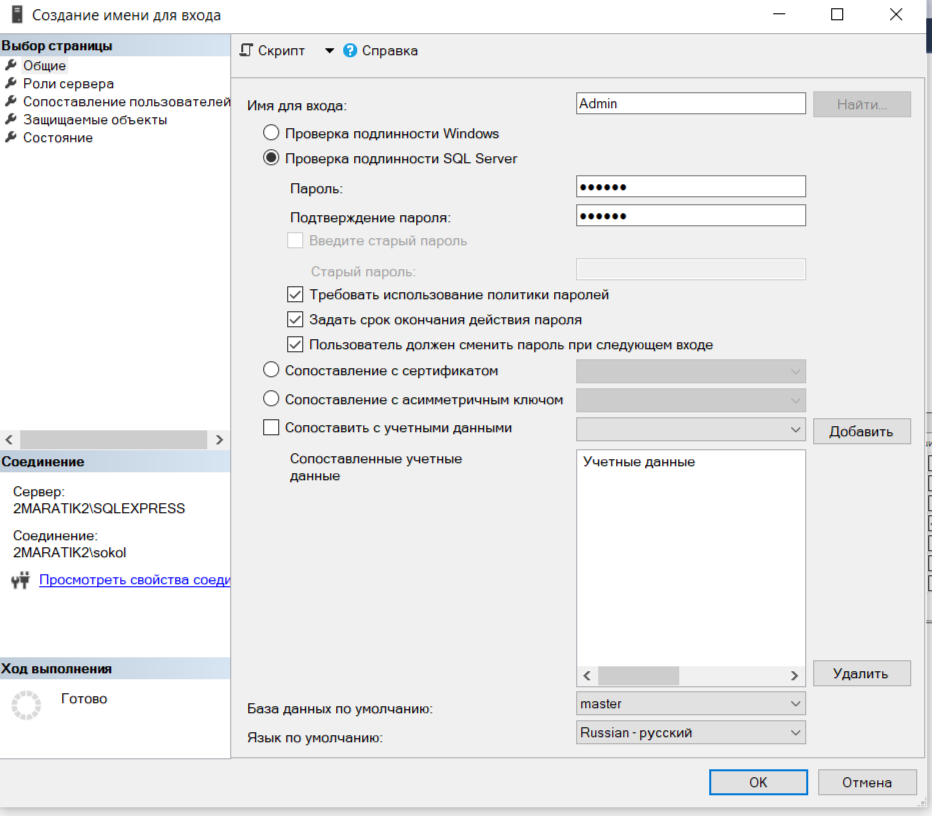 Создание имени для входа
Выбор страницы
Общие
Роли сервера
Сопоставление пользователей
Защищаемые объекты
Состояние
Соединение
Сервер:
2MARATIK2\SQLEXPRESS
Соединение:
2MARATIK2\sokol
Просмотреть свойства соеди
Ход выполнения
Готово
Скрипт
Справка
Имя для входа:
Admin
Найти...
Проверка подлинности Windows
Проверка подлинности SQL Server
Пароль:
●●●●●●
Подтверждение пароля:
●●●●●●
Введите старый пароль
Старый пароль:
Требовать использование политики паролей
Задать срок окончания действия пароля
Пользователь должен сменить пароль при следующем входе
Сопоставление с сертификатом
Сопоставление с асимметричным ключом
Сопоставить с учетными данными
Добавить
Сопоставленные учетные
данные
Учетные данные
Удалить
База данных по умолчанию:
master
Язык по умолчанию:
Russian - русский
OK
Отмена